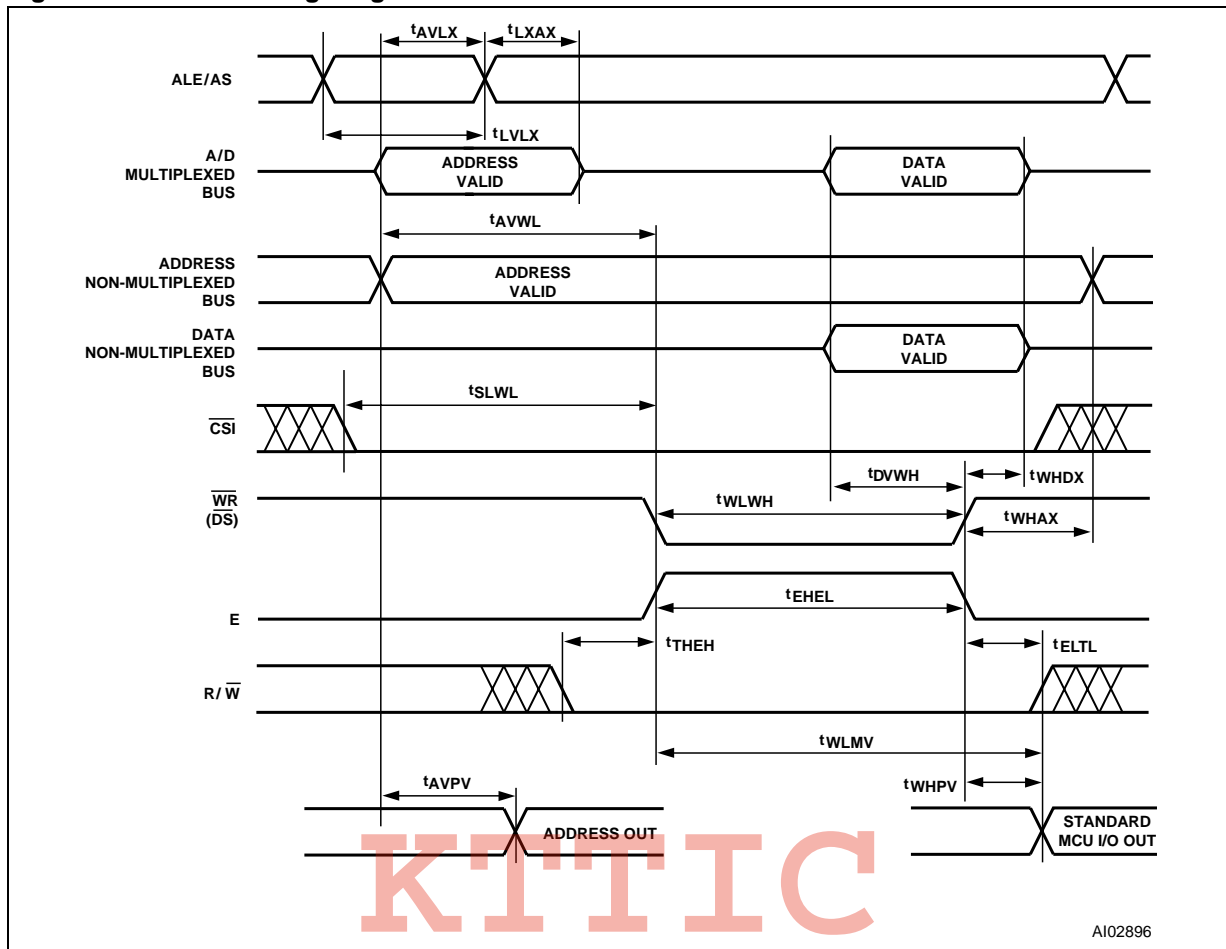 tAVLX tLXAX
ALE/AS
tLVLX
A/D
MULTIPLEXED
BUS
ADDRESS
VALID
DATA
VALID
tAVWL
ADDRESS
NON-MULTIPLEXED
BUS
ADDRESS
VALID
DATA
NON-MULTIPLEXED
BUS
DATA
VALID
tSLWL
CSI
tDVWH tWHDX
WR
(DS)
tWLWH
tWHAX
E
tEHEL
tTHEH tELTL
R/W
tWLMV
tAVPV tWHPV
ADDRESS OUT
STANDARD
MCU I/O OUT
KTTIC
AI02896